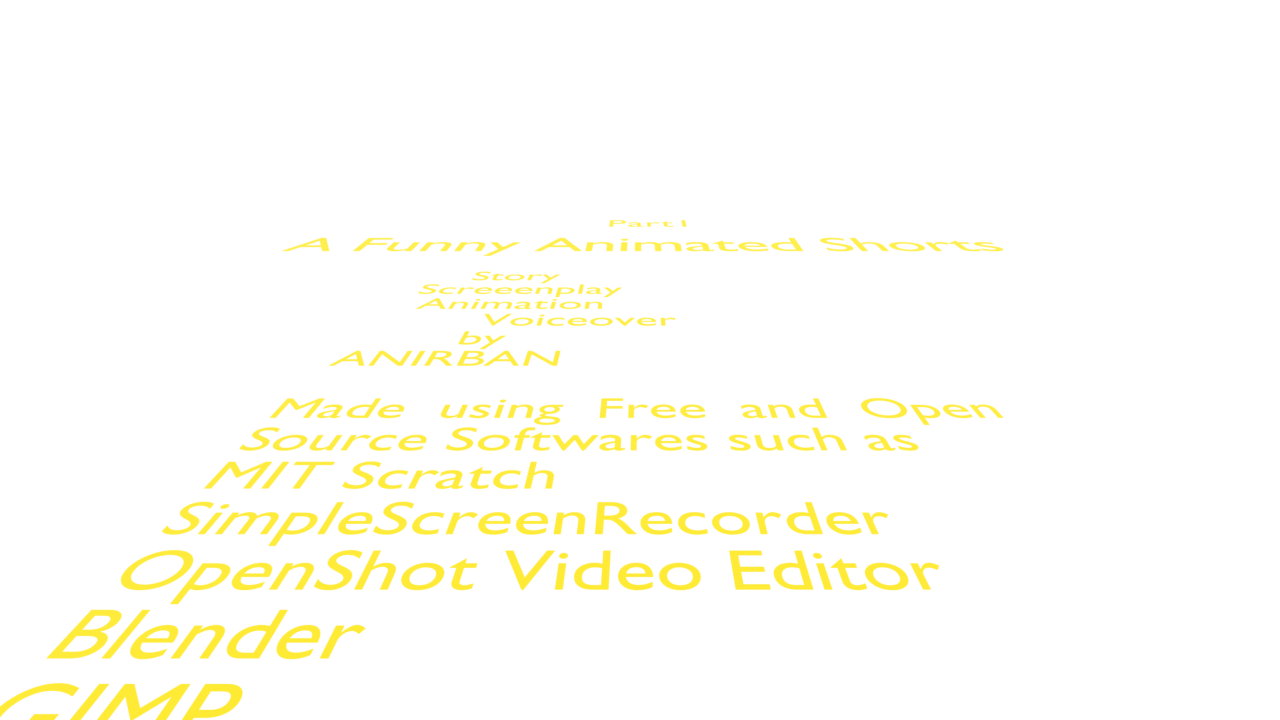 Part1
A Funny Animated Shorts
Story
Screeenplay
Animation
Voiceover
by
ANIRBAN
Made using Free and Open
Source Softwares such as
MIT Scratch
SimpleScreenRecorder
OpenShot Video Editor
Blender
GIMP